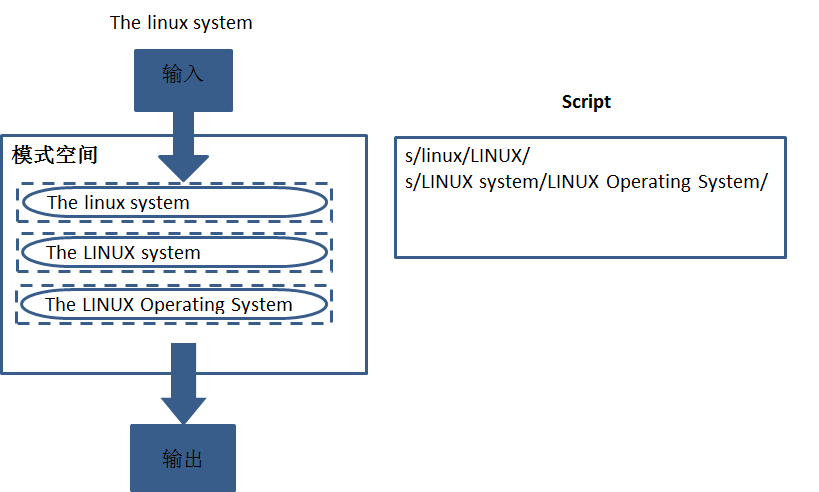 The linux system
输入
模式空间
The linux system
The LINUX system
The LINUX Operating System
输出
Script
s/linux/LINUX/
s/LINUX system/LINUX Operating System/